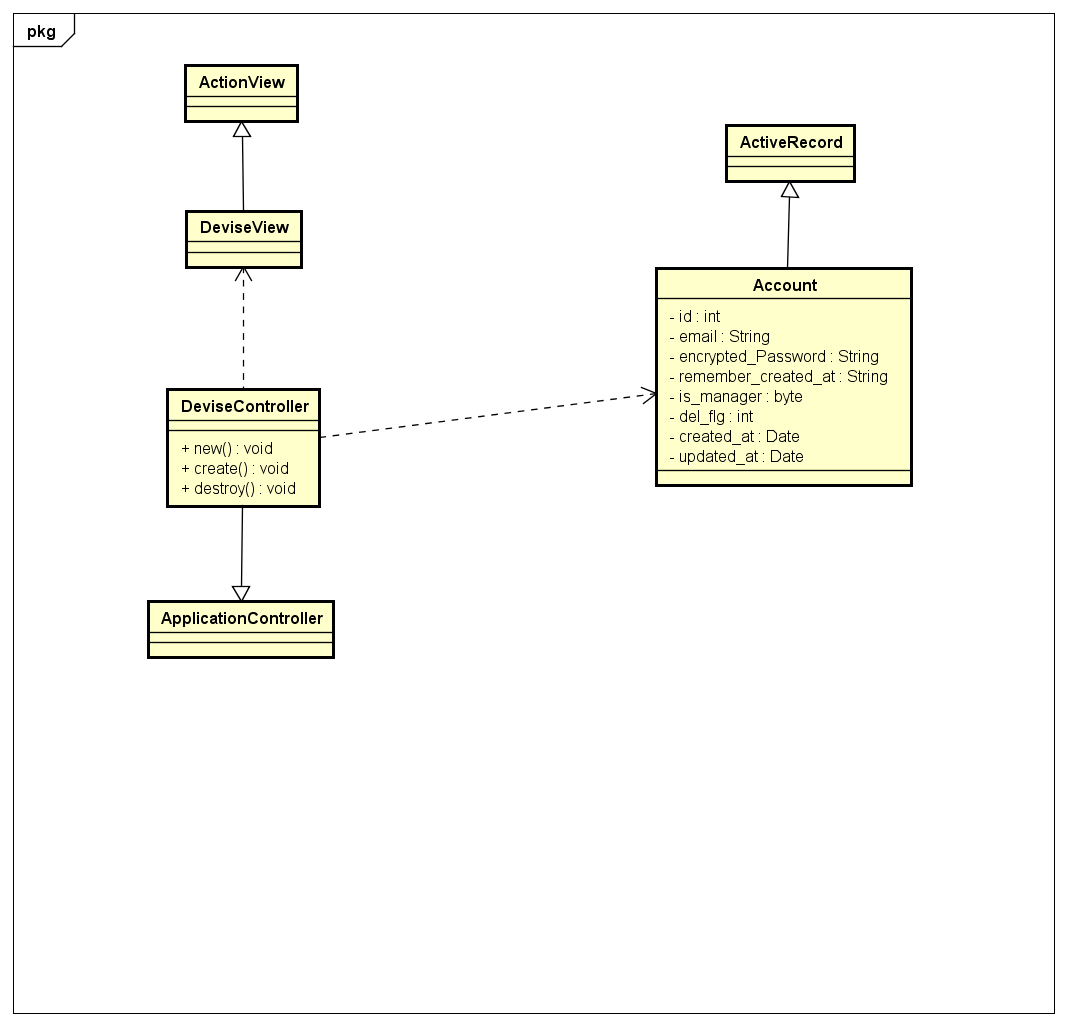 pkg
ActionView
ActiveRecord
DeviseView
Account
- id : int
- email : String
- encrypted_Password : String
- remember_created_at : String
- is_manager : byte
- del_flg : int
- created_at : Date
- updated_at : Date
DeviseController
+ new() : void
+ create() : void
+ destroy() : void
ApplicationController